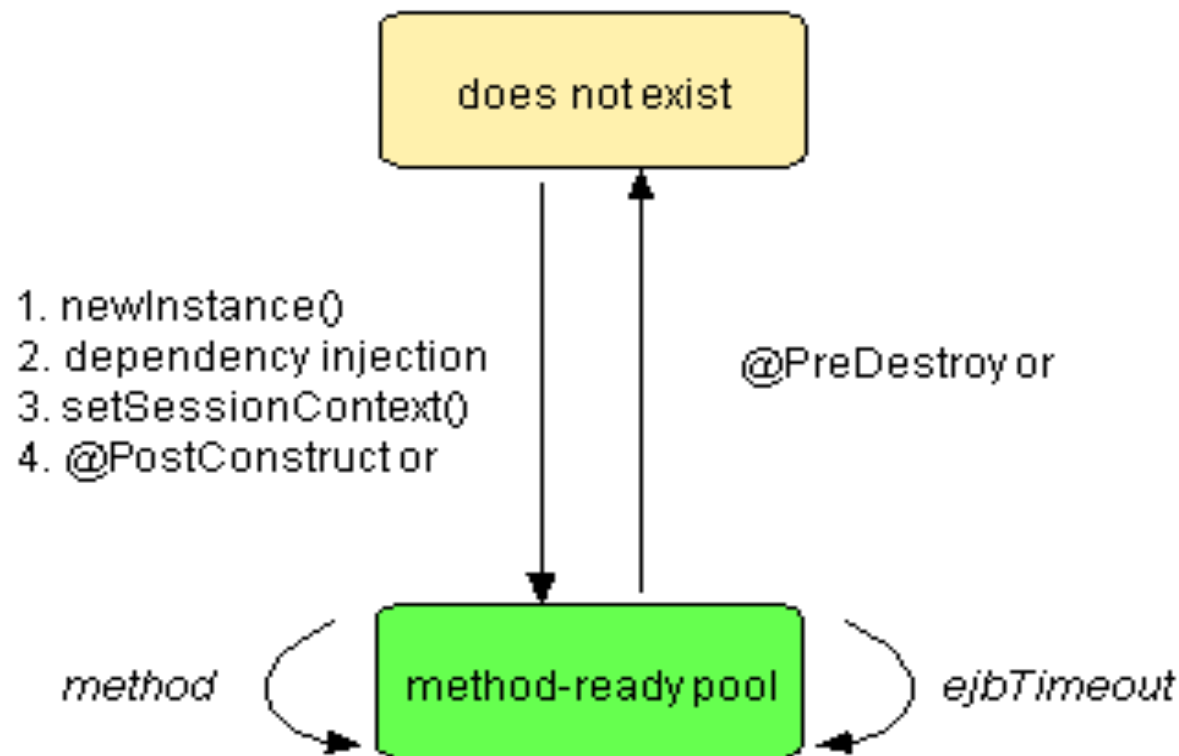 does not exist
1. newInstance()
2. dependency injection
3. setSessionContext()
4. @PostConstruct or
@PreDestroy or
method
method-ready pool
ejbTimeout